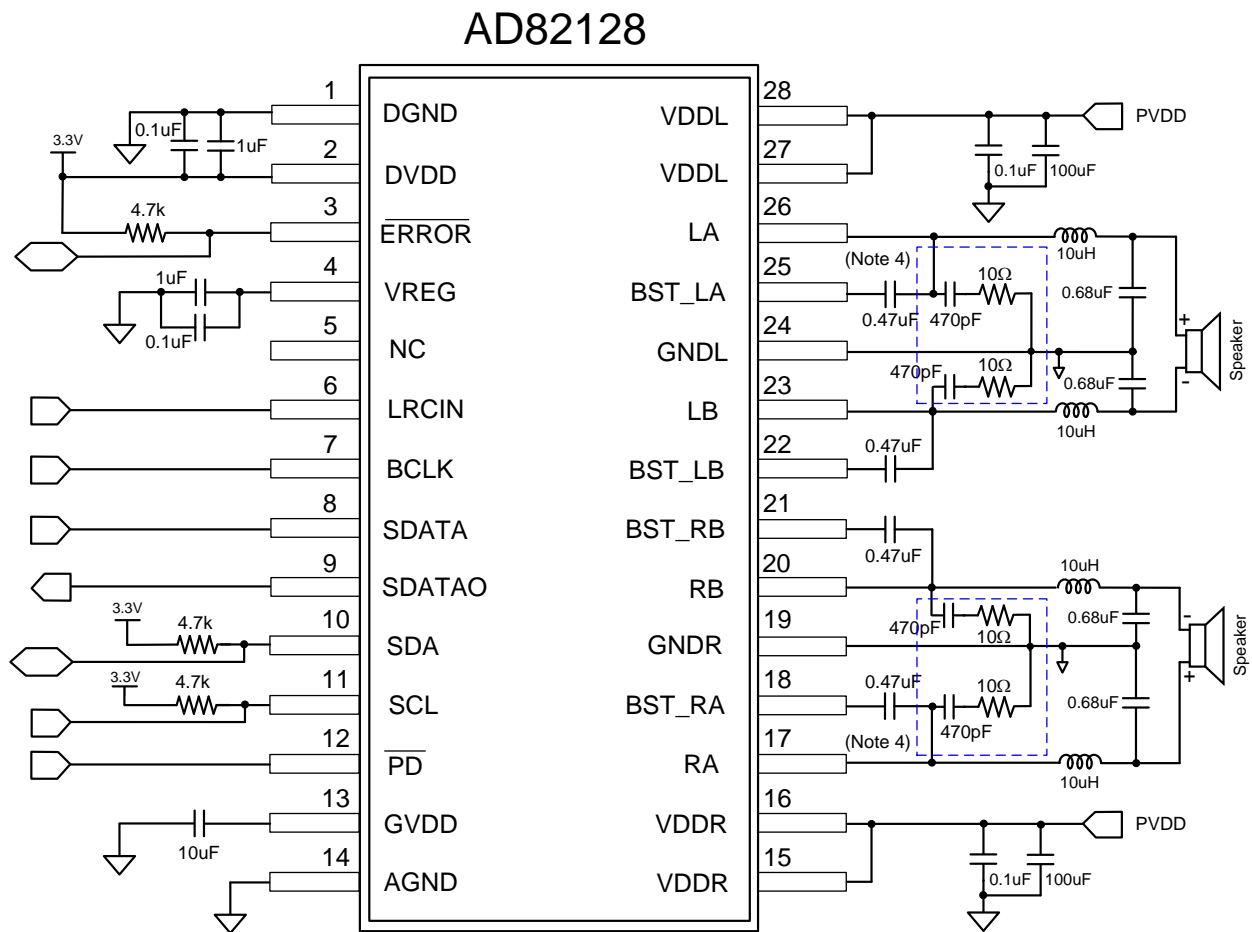 AD82128
1
DGND
0.1uF
1uF
3.3V
2
DVDD
4.7k
3
ERROR
1uF
0.1uF
4
VREG
5
NC
6
LRCIN
7
BCLK
8
SDATA
9
SDATAO
3.3V
4.7k
10
SDA
3.3V
4.7k
11
SCL
12
PD
13
GVDD
10uF
14
AGND
28
VDDL
PVDD
27
VDDL
0.1uF
100uF
26
LA
10uH
(Note 4)
25
BST_LA
0.47uF
470pF
10Ω
0.68uF
24
GNDL
470pF
10Ω
0.68uF
+
-
Speaker
23
LB
10uH
22
BST_LB
0.47uF
21
BST_RB
0.47uF
20
RB
10uH
470pF
10Ω
0.68uF
19
GNDR
-
+
Speaker
18
BST_RA
0.47uF
470pF
10Ω
0.68uF
(Note 4)
17
RA
10uH
16
VDDR
PVDD
15
VDDR
0.1uF
100uF